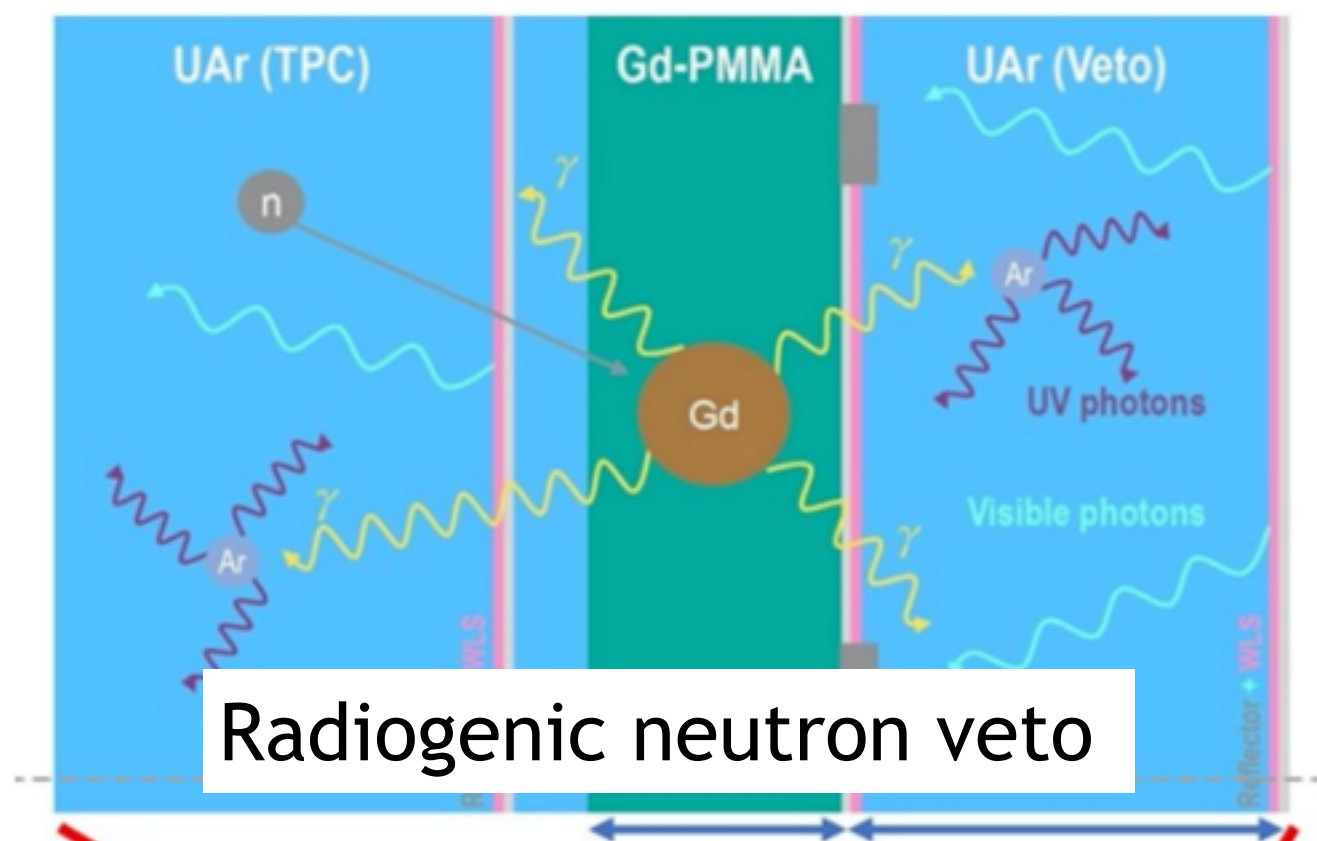 UAr (TPC) Gd-PMMA UAr (Veto)
γ
n
γ
Ar
UV photons
Gd
γ
Visible photons
γ
Ar
WLS
Reflector + WLS
Radiogenic neutron veto